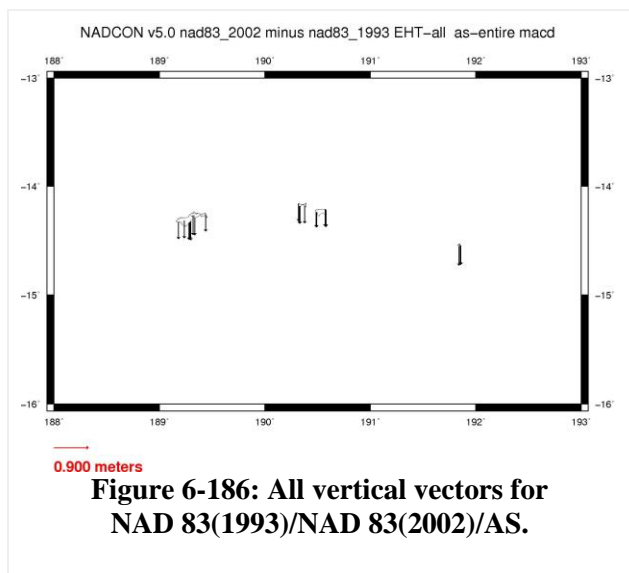 NADCON v5.0 nad83_2002 minus nad83_1993 EHT-all as-entire macd
188˚ 189˚ 190˚ 191˚ 192˚ 193˚
-13˚ -13˚
-14˚ -14˚
-15˚ -15˚
-16˚ -16˚
188˚ 189˚ 190˚ 191˚ 192˚ 193˚
0.900 meters
Figure 6-186: All vertical vectors for
NAD 83(1993)/NAD 83(2002)/AS.